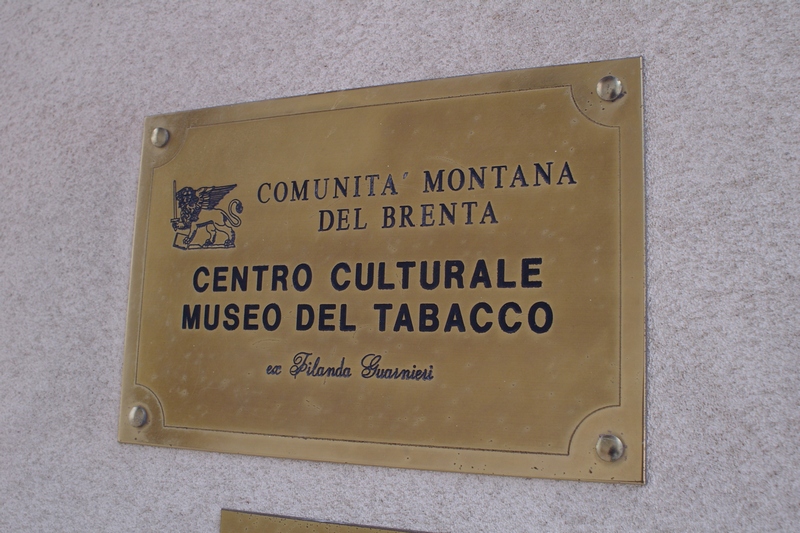 COMUNITA' MONTANA
DEL BRENTA
CENTRO CULTURALE
MUSEO DEL TABACCO
ex Filanda Guarnieri